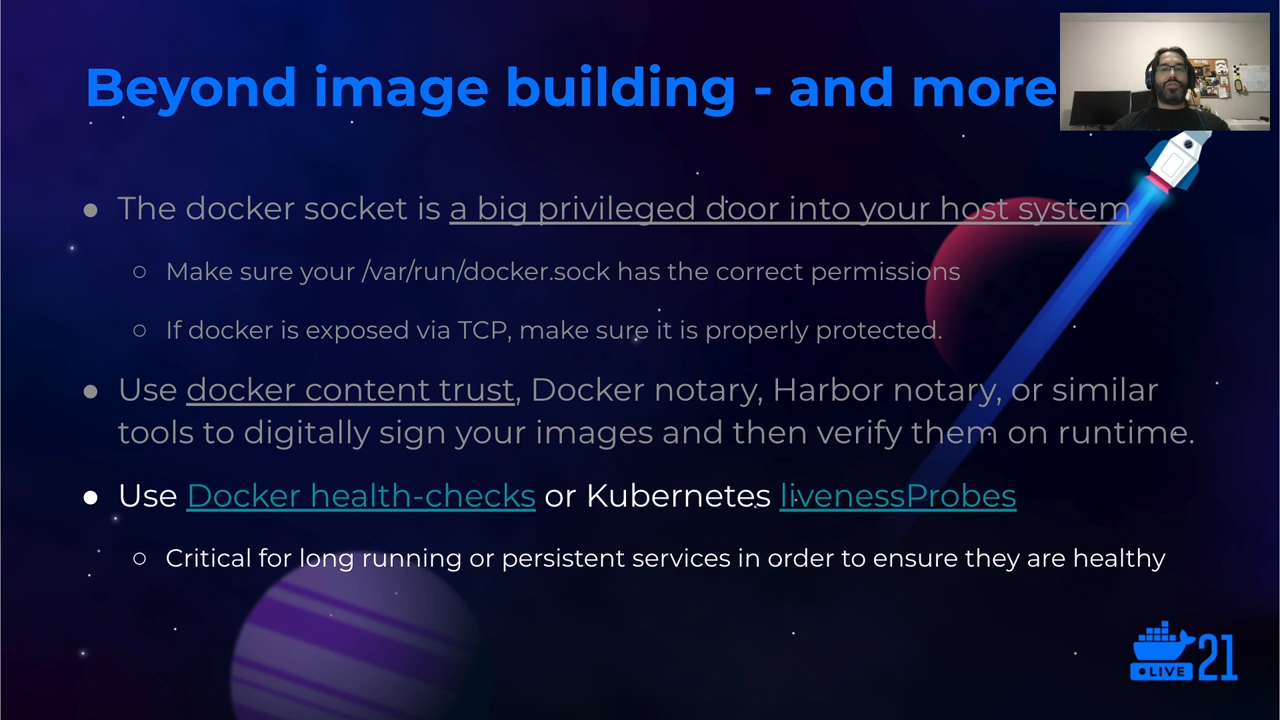 Beyond image building - and more
● The docker socket is a big privileged door into your host system
○ Make sure your /var/run/docker.sock has the correct permissions
○ If docker is exposed via TCP, make sure it is properly protected.
● Use docker content trust, Docker notary, Harbor notary, or similar
tools to digitally sign your images and then verify them on runtime.
● Use Docker health-checks or Kubernetes livenessProbes
○ Critical for long running or persistent services in order to ensure they are healthy
LIVE 21